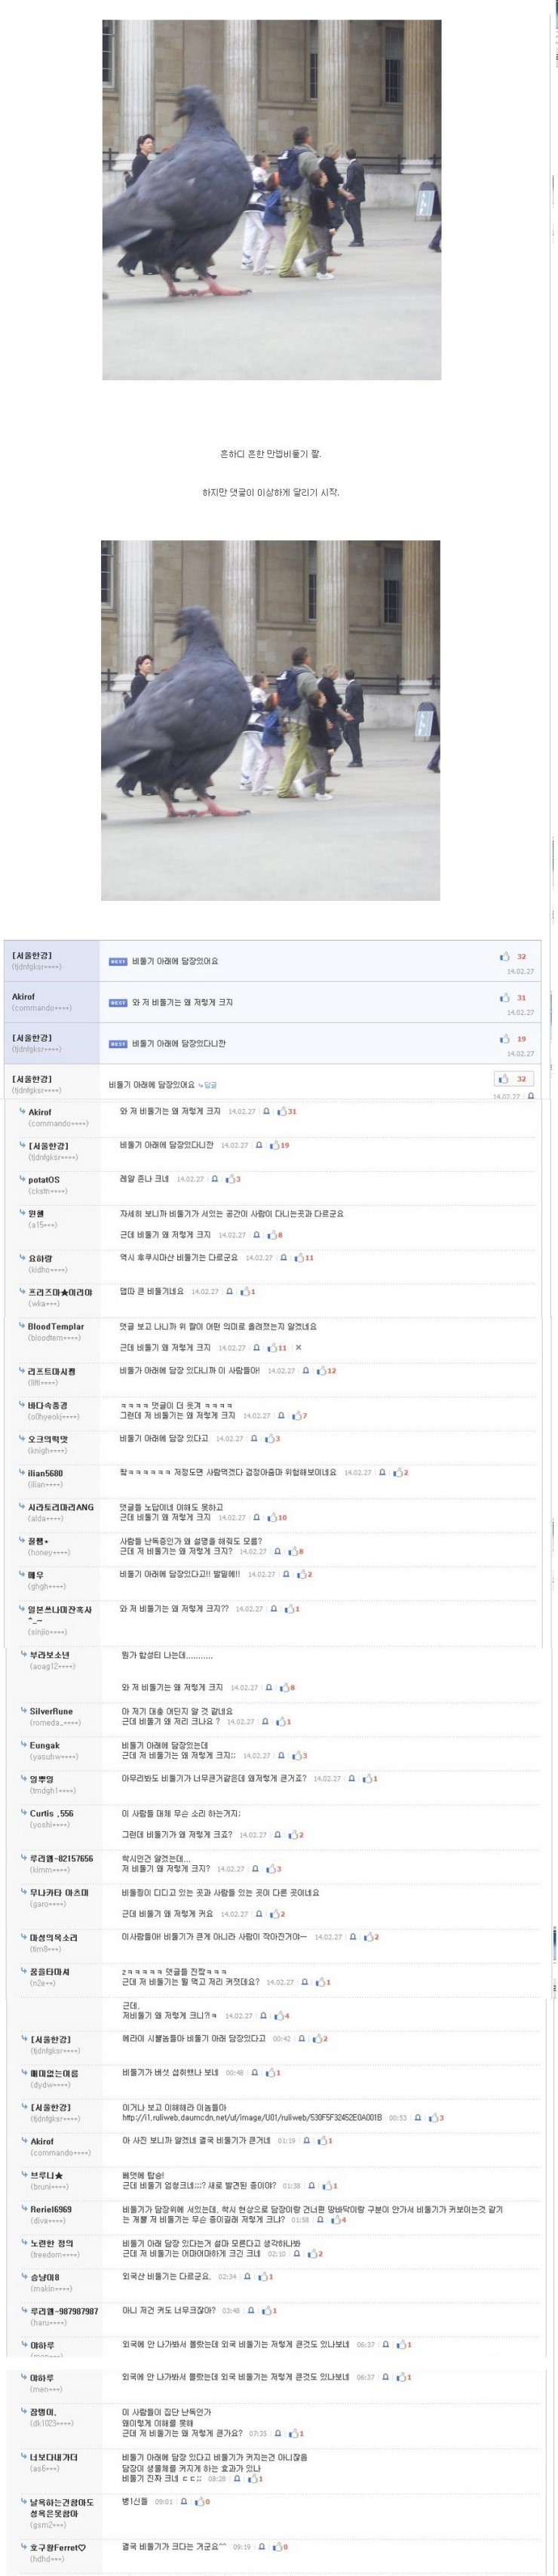 흔하디 흔한 만렙비둘기 짤.
하지만 댓글이 이상하게 달리기 시작.
[서울한강]
(tjdnfgksr****)
BEST 비둘기 아래에 담장있어요
32
14.02.27
Akirof
(commando****)
BEST 와 저 비둘기는 왜 저렇게 크지
31
14.02.27
[서울한강]
(tjdnfgksr****)
BEST 비둘기 아래에 담장있다니깐
19
14.02.27
[서울한강]
(tjdnfgksr****)
비둘기 아래에 담장있어요 답글
32
14.02.27
Akirof
(commando****)
와 저 비둘기는 왜 저렇게 크지 14.02.27 31
[서울한강]
(tjdnfgksr****)
비둘기 아래에 담장있다니깐 14.02.27 19
potatOS
(ckstn****)
레알 존나 크네 14.02.27 3
(a15***)
자세히 보니까 비둘기가 서있는 공간이 사람이 다니는곳과 다르군요
근데 비둘기 왜 저렇게 크지 14.02.27 8
요하랑
(kidho****)
역시 후쿠시마산 비둘기는 다르군요 14.02.27 11
프리즈마★이리야
(wka***)
댑따 큰 비둘기네요 14.02.27 1
BloodTemplar
(bloodtem****)
댓글 보고 나니까 위 짤이 어떤 의미로 올려졌는지 알겠네요
근데 비둘기 왜 저렇게 크지 14.02.27 11
리프트마시쪙
비둘기 아래에 담장 있다니까 이 사람들아! 14.02.27 12
바다속풍경
(o0hyeokj****)
ㅋㅋㅋㅋ 댓글이 더 웃겨 ㅋㅋㅋㅋ
그런데 저 비둘기는 왜 저렇게 크지 14.02.27 7
오크의떡맛
(knigh****)
비둘기 아래에 담장 있다고 14.02.27 3
ilian5680
(ilian****)
ㅋㅋㅋㅋㅋㅋ 저정도면 사람먹겠다 검정아줌마 위험해보이네요 14.02.27 2
시라토리마리ANG
(alda****)
댓글들 노답이네 이해도 못하고
근데 비둘기 왜 저렇게 크지 14.02.27 10
꿀빵*
(honey****)
사람들 난독증인가 왜 설명을 해줘도 모름?
근데 저 비둘기는 왜 저렇게 크지? 14.02.27 8
메우
(ghgh****)
비둘기 아래에 담장있다고!! 발밑에!! 14.02.27 2
일본쓰나미잔혹사
^_~
(sinjio****)
와 저 비둘기는 왜 저렇게 크지?? 14.02.27 1
부라보소년
(aoag12****)
뭔가 합성티 나는데...........
와 저 비둘기는 왜 저렇게 크지 14.02.27 8
SilverRune
(romeda_****)
아 저기 대충 어딘지 알 것 같네요
근데 비둘기 왜 저리 크나요 ? 14.02.27 1
Eungak
(yasuhw****)
비둘기 아래에 담장있는데
근데 저 비둘기는 왜 저렇게 크지;; 14.02.27 3
밍뿌잉
(tmdgh1****)
아무리봐도 비둘기가 너무큰거같은데 왜저렇게 큰거죠? 14.02.27 1
Curtis .556
(yoshi****)
이 사람들 대체 무슨 소리 하는거지;
그런데 비둘기가 왜 저렇게 크죠? 14.02.27 2
루리웹-82157656
(kimm****)
착시인건 알겠는데...
저 비둘기 왜 저렇게 크지? 14.02.27 3
무나카타 아츠미
(garo****)
비둘찡이 디디고 있는 곳과 사람들 있는 곳이 다른 곳이네요
근데 비둘기 왜 저렇게 커요 14.02.27 2
마성의목소리
(tim8***)
이사람들아! 비둘기가 큰게 아니라 사람이 작아진거야ㅡ 14.02.27 2
꿈을타마셔
(n2e**)
zㅋㅋㅋㅋㅋ 댓글들 진짬ㅋㅋㅋ
근데 저 비둘기는 뭘 먹고 저리 커졋데요? 14.02.27 1
근데.
저비둘기 왜 저렇게 크니?!ㅋ 14.02.27 4
[서울한강]
(tjdnfgksr****)
에라이 시뽤놈들아 비둘기 아래 담장있다고 00:42 2
매미없는여름
(dydw****)
비둘기가 버섯 섭취했나 보네 00:48 1
[서울한강]
(tjdnfgksr****)
이거나 보고 이해해라 이놈들아
http://i1.ruliweb.daumcdn.net/uf/image/U01/ruliweb/530F5F32452E0A001B 00:53 3
Akirof
(commando****)
아 사진 보니까 알겠네 결국 비둘기가 큰거네 01:19 1
브루니★
(bruni****)
베뎃에 탑승!
근데 비둘기 엄청크네;;;? 새로 발견된 종이야? 01:38 1
Reriel6969
(diva****)
비둘기가 담장위에 서있는데, 착시 현상으로 담장이랑 건너편 땅바닥이랑 구분이 안가서 비둘기가 커보이는것 같기
는 개뿔 저 비둘기는 무슨 종이길래 저렇게 크냐? 01:58 4
노련한 정의
(freedom****)
비둘기 아래 담장 있다는거 설마 모른다고 생각하나봐
근데 저 비둘기는 어마어마하게 크긴 크네 02:10 2
승냥이8
(makin****)
외국산 비둘기는 다르군요. 02:34 1
루리웹-987987987
(haru****)
아니 저건 커도 너무크잖아? 03:48 1
야하루
외국에 안 나가봐서 몰랐는데 외국 비둘기는 저렇게 큰것도 있나보네 06:37 1
야하루
(men***)
외국에 안 나가봐서 몰랐는데 외국 비둘기는 저렇게 큰것도 있나보네 06:37 1
잠탱이.
(dk1023****)
이 사람들이 집단 난독인가
왜이렇게 이해를 못해
근데 저 비둘기는 왜 저렇게 큰가요? 07:35 1
너보다내가더
(as6***)
비둘기 아래에 담장 있다고 비둘기가 커지는건 아니잖음
담장이 생물체를 커지게 하는 효과가 있나
비둘기 진짜 크네 ㄷㄷ;; 08:28 1
날욕하는건참아도
성욕은못참아
(gsm2***)
병1신들 09:01 0
호구왕Ferret♡
(hdhd***)
결국 비둘기가 크다는 거군요^^ 09:19 0